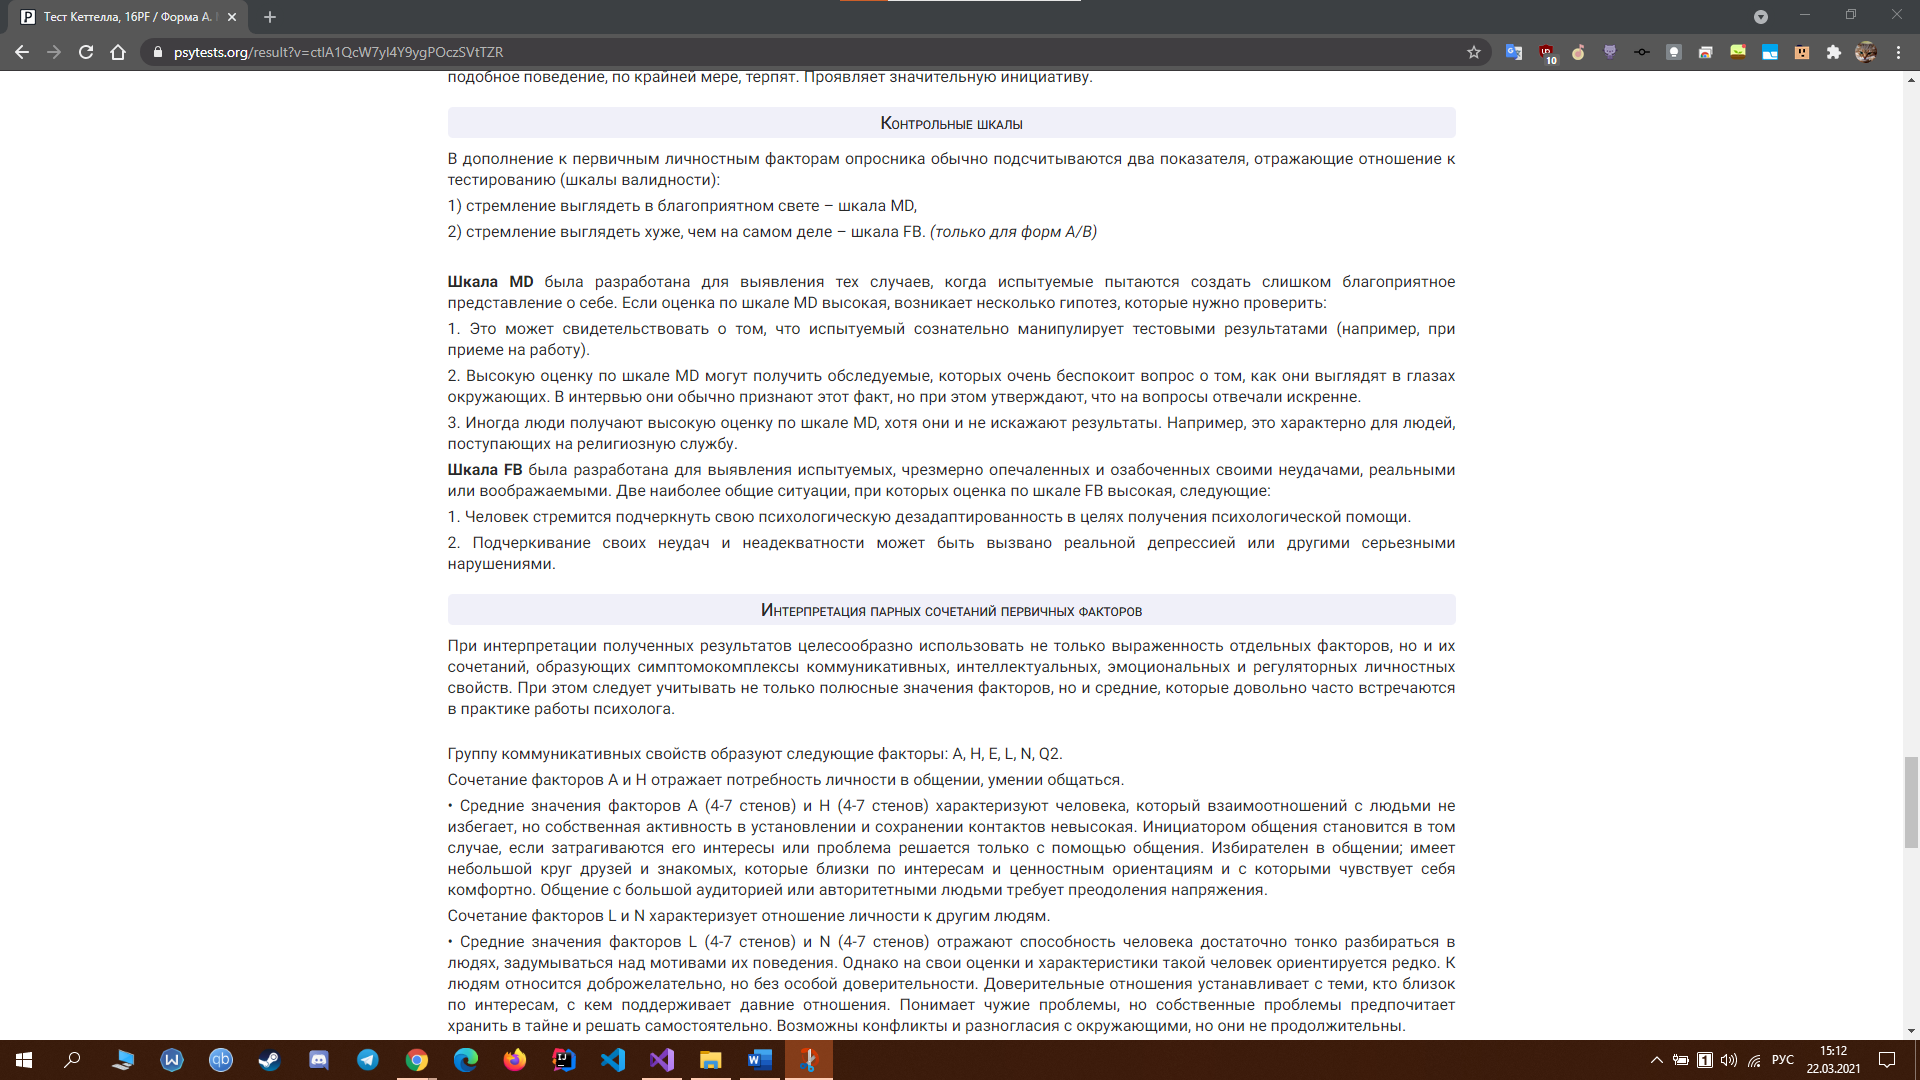 Тест Кеттелла, 16PF / Форма А.
psytests.org/result?v=ctlA1QcW7yl4Y9ygPOczSVtTZR
10
подобное поведение, по крайней мере, терпят. Проявляет значительную инициативу.
Контрольные шкалы
В дополнение к первичным личностным факторам опросника обычно подсчитываются два показателя, отражающие отношение к
тестированию (шкалы валидности):
1) стремление выглядеть в благоприятном свете – шкала MD,
2) стремление выглядеть хуже, чем на самом деле – шкала FB. (только для форм А/В)
Шкала MD была разработана для выявления тех случаев, когда испытуемые пытаются создать слишком благоприятное
представление о себе. Если оценка по шкале MD высокая, возникает несколько гипотез, которые нужно проверить:
1. Это может свидетельствовать о том, что испытуемый сознательно манипулирует тестовыми результатами (например, при
приеме на работу).
2. Высокую оценку по шкале MD могут получить обследуемые, которых очень беспокоит вопрос о том, как они выглядят в глазах
окружающих. В интервью они обычно признают этот факт, но при этом утверждают, что на вопросы отвечали искренне.
3. Иногда люди получают высокую оценку по шкале MD, хотя они и не искажают результаты. Например, это характерно для людей,
поступающих на религиозную службу.
Шкала FB была разработана для выявления испытуемых, чрезмерно опечаленных и озабоченных своими неудачами, реальными
или воображаемыми. Две наиболее общие ситуации, при которых оценка по шкале FB высокая, следующие:
1. Человек стремится подчеркнуть свою психологическую дезадаптированность в целях получения психологической помощи.
2. Подчеркивание своих неудач и неадекватности может быть вызвано реальной депрессией или другими серьезными
нарушениями.
Интерпретация парных сочетаний первичных факторов
При интерпретации полученных результатов целесообразно использовать не только выраженность отдельных факторов, но и их
сочетаний, образующих симптомокомплексы коммуникативных, интеллектуальных, эмоциональных и регуляторных личностных
свойств. При этом следует учитывать не только полюсные значения факторов, но и средние, которые довольно часто встречаются
в практике работы психолога.
Группу коммуникативных свойств образуют следующие факторы: A, H, E, L, N, Q2.
Сочетание факторов А и Н отражает потребность личности в общении, умении общаться.
• Средние значения факторов А (4-7 стенов) и Н (4-7 стенов) характеризуют человека, который взаимоотношений с людьми не
избегает, но собственная активность в установлении и сохранении контактов невысокая. Инициатором общения становится в том
случае, если затрагиваются его интересы или проблема решается только с помощью общения. Избирателен в общении; имеет
небольшой круг друзей и знакомых, которые близки по интересам и ценностным ориентациям и с которыми чувствует себя
комфортно. Общение с большой аудиторией или авторитетными людьми требует преодоления напряжения.
Сочетание факторов L и N характеризует отношение личности к другим людям.
• Средние значения факторов L (4-7 стенов) и N (4-7 стенов) отражают способность человека достаточно тонко разбираться в
людях, задумываться над мотивами их поведения. Однако на свои оценки и характеристики такой человек ориентируется редко. К
людям относится доброжелательно, но без особой доверительности. Доверительные отношения устанавливает с теми, кто близок
по интересам, с кем поддерживает давние отношения. Понимает чужие проблемы, но собственные проблемы предпочитает
хранить в тайне и решать самостоятельно. Возможны конфликты и разногласия с окружающими, но они не продолжительны.
1
РУС
15:12
22.03.2021